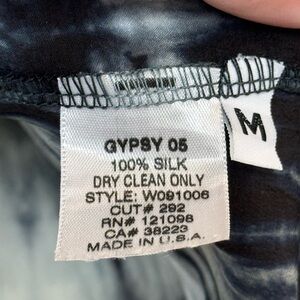 GYPSY 05
100% SILK
DRY CLEAN ONLY
STYLE: W091006
CUT# 292
RN# 121098
CA# 38223
MADE IN U.S.A.
M